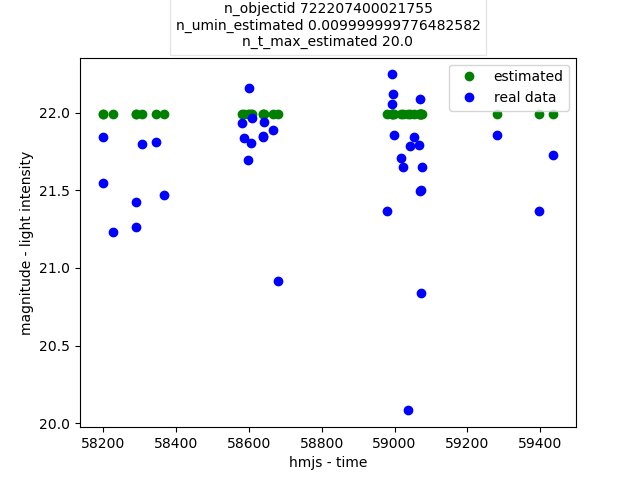 n_objectid 722207400021755
n_umin_estimated 0.009999999776482582
n_t_max_estimated 20.0
estimated
real data
22.0
21.5
21.0
20.5
20.0
magnitude - light intensity
58200 58400 58600 58800 59000 59200 59400
hmjs - time